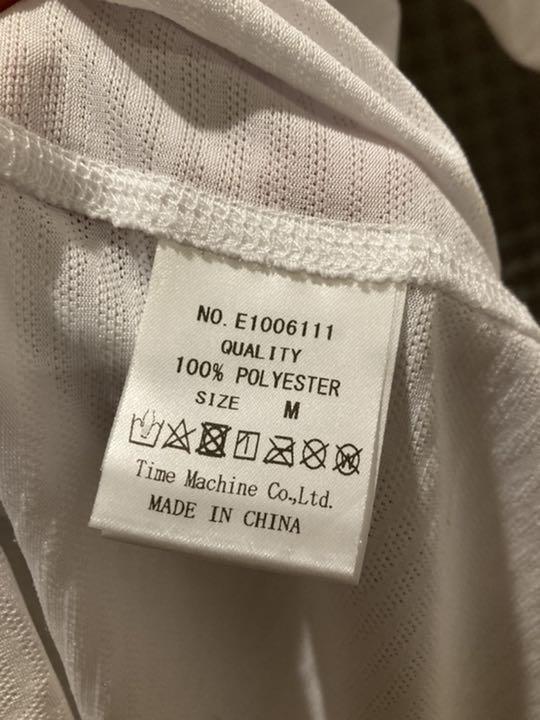 NO. E1006111
QUALITY
100% POLYESTER
SIZE M
W
Time Machine Co.,Ltd.
MADE IN CHINA